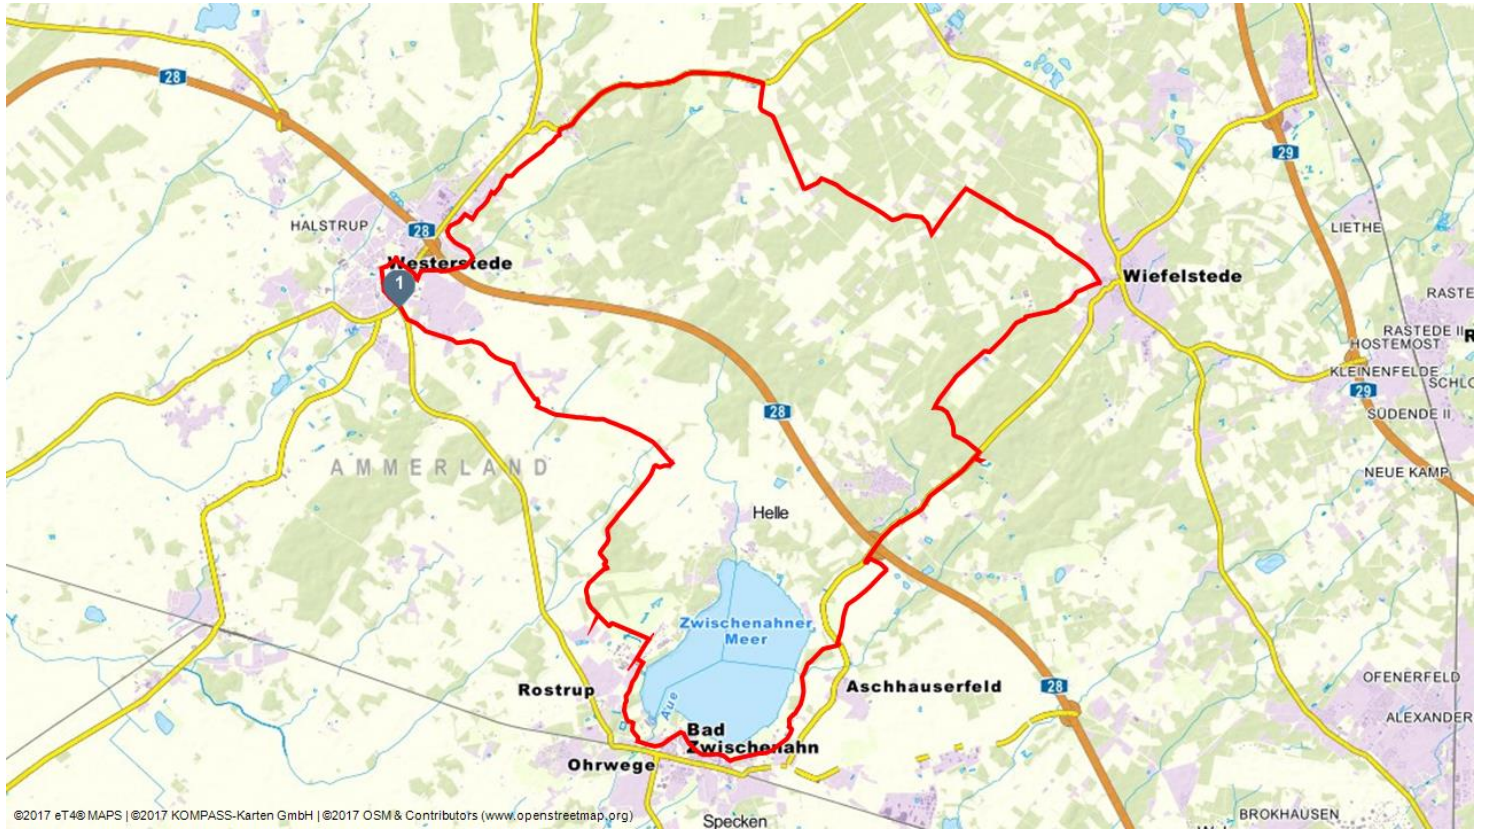 28
29
HALSTRUP
28
LIETHE
Westerstede
Wiefelstede
1
RASTE
RASTEDE II
R
HOSTEMOST
KLEINENFELDE
SCHLO
29
28
SÜDENDE II
AMMERLAND
NEUE KAMP
Helle
Zwischenahner
Meer
OFENERFELD
Rostrup
Aschhauserfeld
28
Aue
ALEXANDER
Bad
Zwischenahn
Ohrwege
©2017 eT4® MAPS | ©2017 KOMPASS-Karten GmbH | ©2017 OSM & Contributors (www.openstreetmap.org)
Specken
BROKHAUSEN